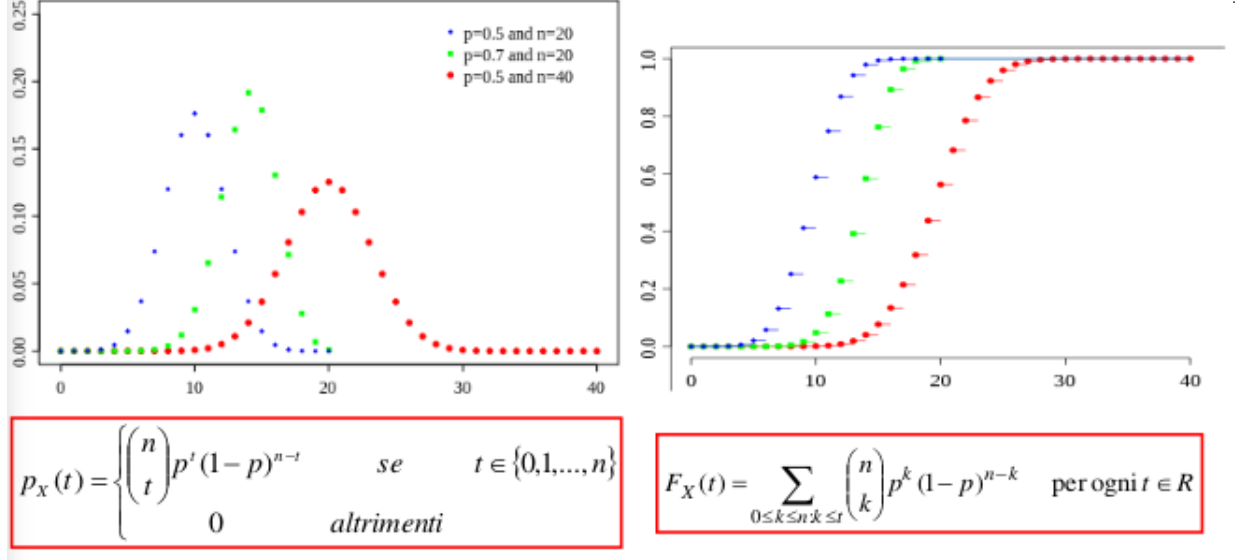 0.25
0.20
0.15
0.10
0.05
0.00
p=0.5 and n=20
p=0.7 and n=20
p=0.5 and n=40
0 10 20 30 40
1.0
0.8
0.6
0.4
0.2
0.0
0 10 20 30 40
p_X(t) = { (n t) p^t (1−p)^{n−t} se t ∈ {0,1,...,n}
0 altrimenti
F_X(t) = ∑_{0≤k≤n:k≤t} (n k) p^k (1−p)^{n−k} per ogni t ∈ R